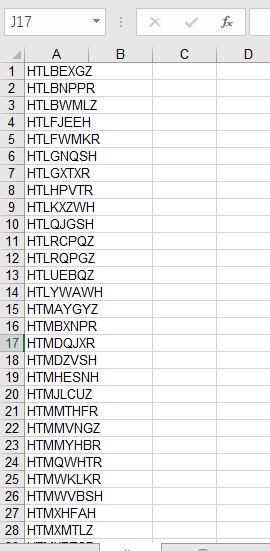 J17
A B C D
1 HTLBEXGZ
2 HTLBNPPR
3 HTLBWMLZ
4 HTLFJEEH
5 HTLFWMKR
6 HTLGNQSH
7 HTLGXTXR
8 HTLHPVTR
9 HTLKXZWH
10 HTLQJGSH
11 HTLRCPQZ
12 HTLRQPGZ
13 HTLUEBQZ
14 HTLYWAWH
15 HTMAYGYZ
16 HTMBXNPR
17 HTMDQJXR
18 HTMDZVSH
19 HTMHESNH
20 HTMJLCUZ
21 HTMMTHFR
22 HTMMVNGZ
23 HTMMYHBR
24 HTMQWHTR
25 HTMWKLKR
26 HTMWVBSH
27 HTMXHFAH
28 HTMXMTLZ